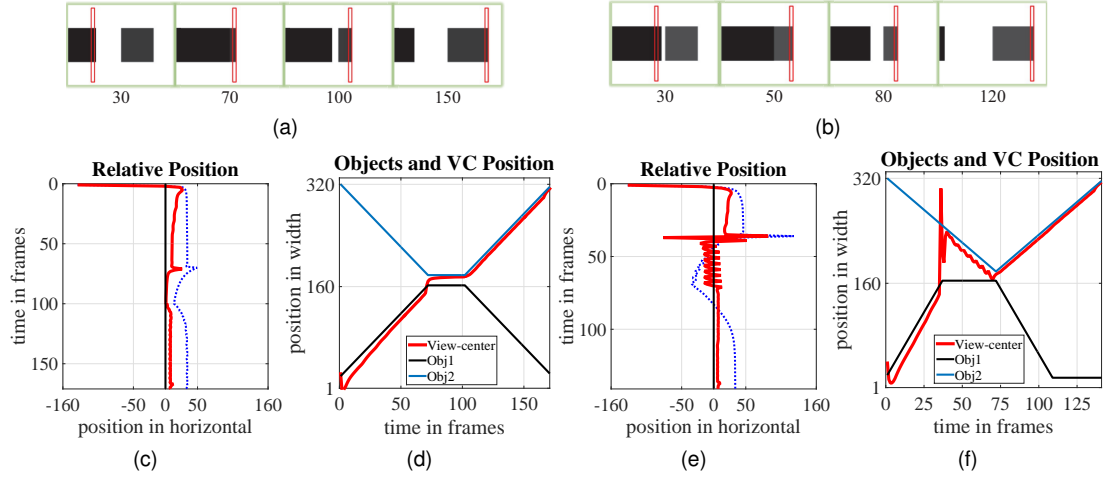 30 70 100 150
(a)
30 50 80 120
(b)
Relative Position
0
50
100
150
-160 -50 0 50 160
time in frames
position in horizontal
(c)
Objects and VC Position
320
160
1
0 50 100 150
position in width
time in frames
View-center
Obj1
Obj2
(d)
Relative Position
0
50
100
-160 -50 0 50 160
time in frames
position in horizontal
(e)
Objects and VC Position
320
160
1
0 25 50 75 100 125
position in width
time in frames
View-center
Obj1
Obj2
(f)